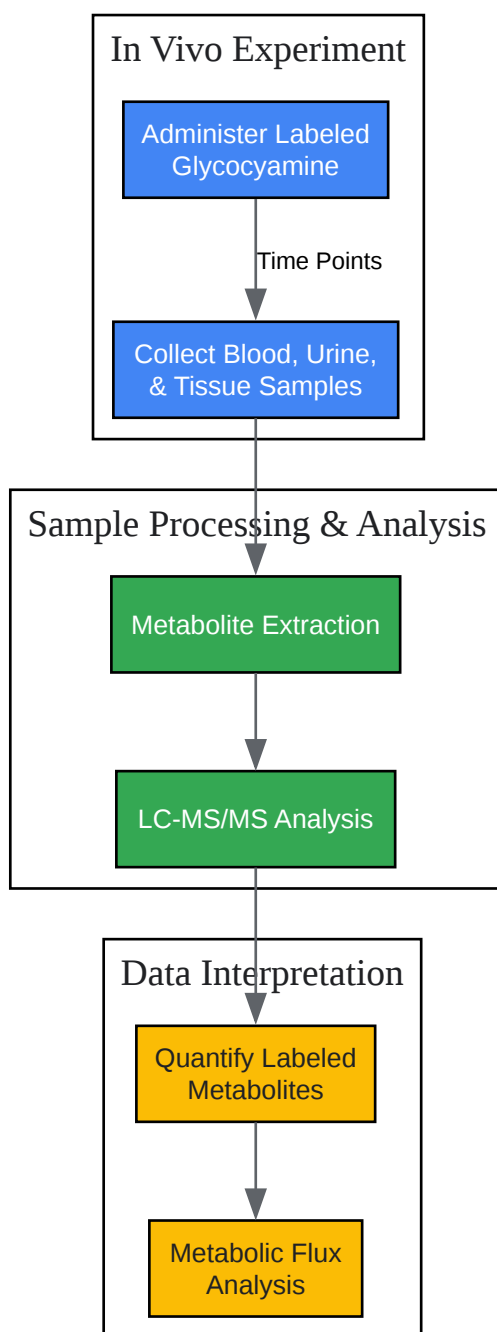 In Vivo Experiment
Administer Labeled
Glycocyamine
Time Points
Collect Blood, Urine,
& Tissue Samples
Sample Processing & Analysis
Metabolite Extraction
LC-MS/MS Analysis
Data Interpretation
Quantify Labeled
Metabolites
Metabolic Flux
Analysis